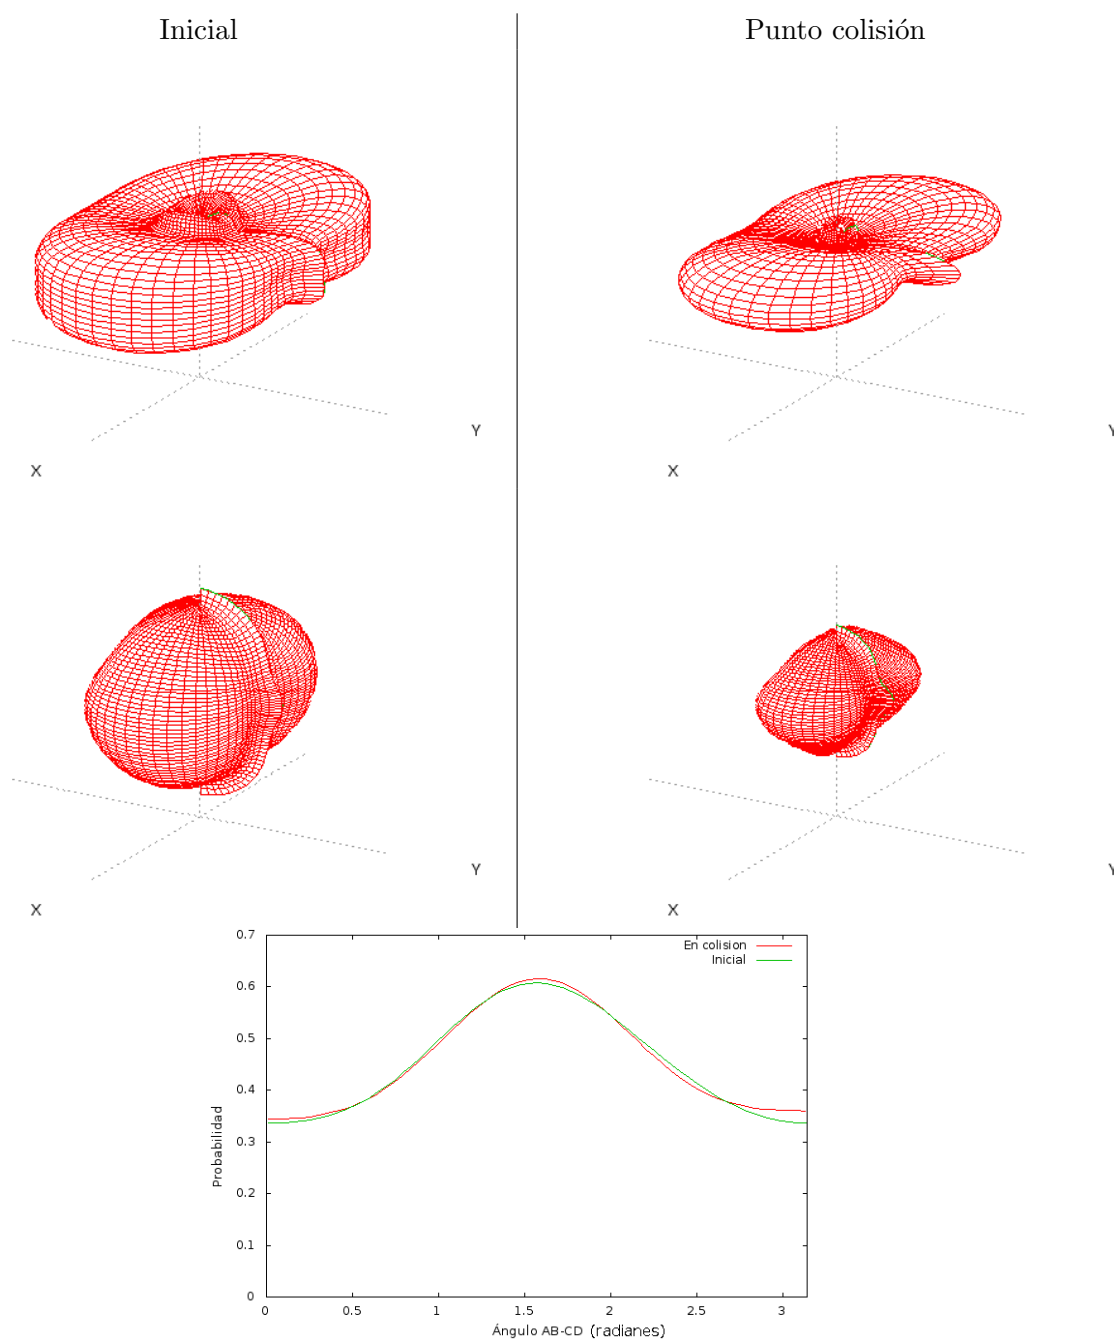 Inicial
Punto colisión
Y
X
Y
X
Y
X
Y
X
0.7
0.6
0.5
0.4
0.3
0.2
0.1
0
Probabilidad
En colision
Inicial
0 0.5 1 1.5 2 2.5 3
Ángulo AB-CD (radianes)